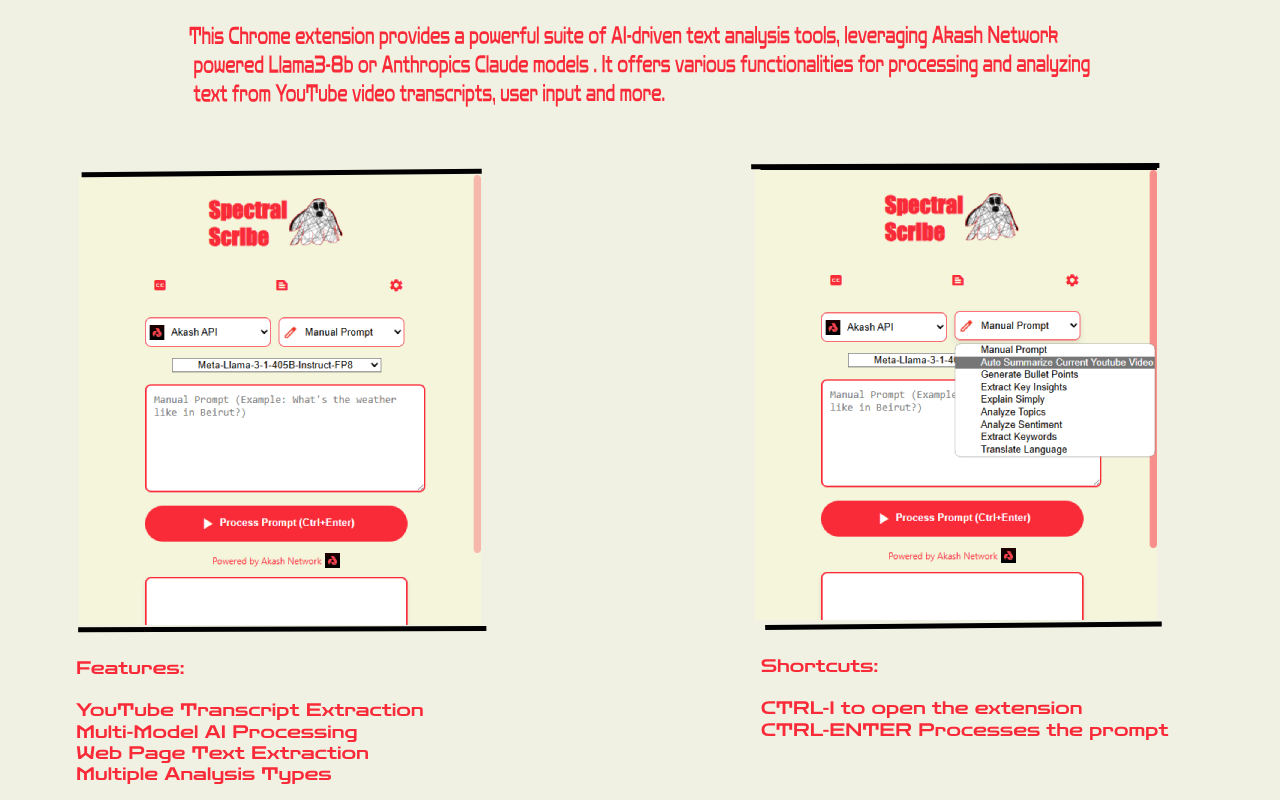 This Chrome extension provides a powerful suite of AI-driven text analysis tools, leveraging Akash Network
powered Llama3-8b or Anthropics Claude models . It offers various functionalities for processing and analyzing
text from YouTube video transcripts, user input and more.
Spectral
Scribe
CC
Akash API
Manual Prompt
Meta-Llama-3-1-405B-Instruct-FP8
Manual Prompt (Example: What's the weather
like in Beirut?)
Process Prompt (Ctrl+Enter)
Powered by Akash Network
Features:
YouTube Transcript Extraction
Multi-Model AI Processing
Web Page Text Extraction
Multiple Analysis Types
Spectral
Scribe
CC
Akash API
Manual Prompt
Meta-Llama-3-1-40
Manual Prompt
Auto Summarize Current Youtube Video
Generate Bullet Points
Extract Key Insights
Explain Simply
Analyze Topics
Analyze Sentiment
Extract Keywords
Translate Language
Manual Prompt (Example
like in Beirut?)
Process Prompt (Ctrl+Enter)
Powered by Akash Network
Shortcuts:
CTRL-I to open the extension
CTRL-ENTER Processes the prompt